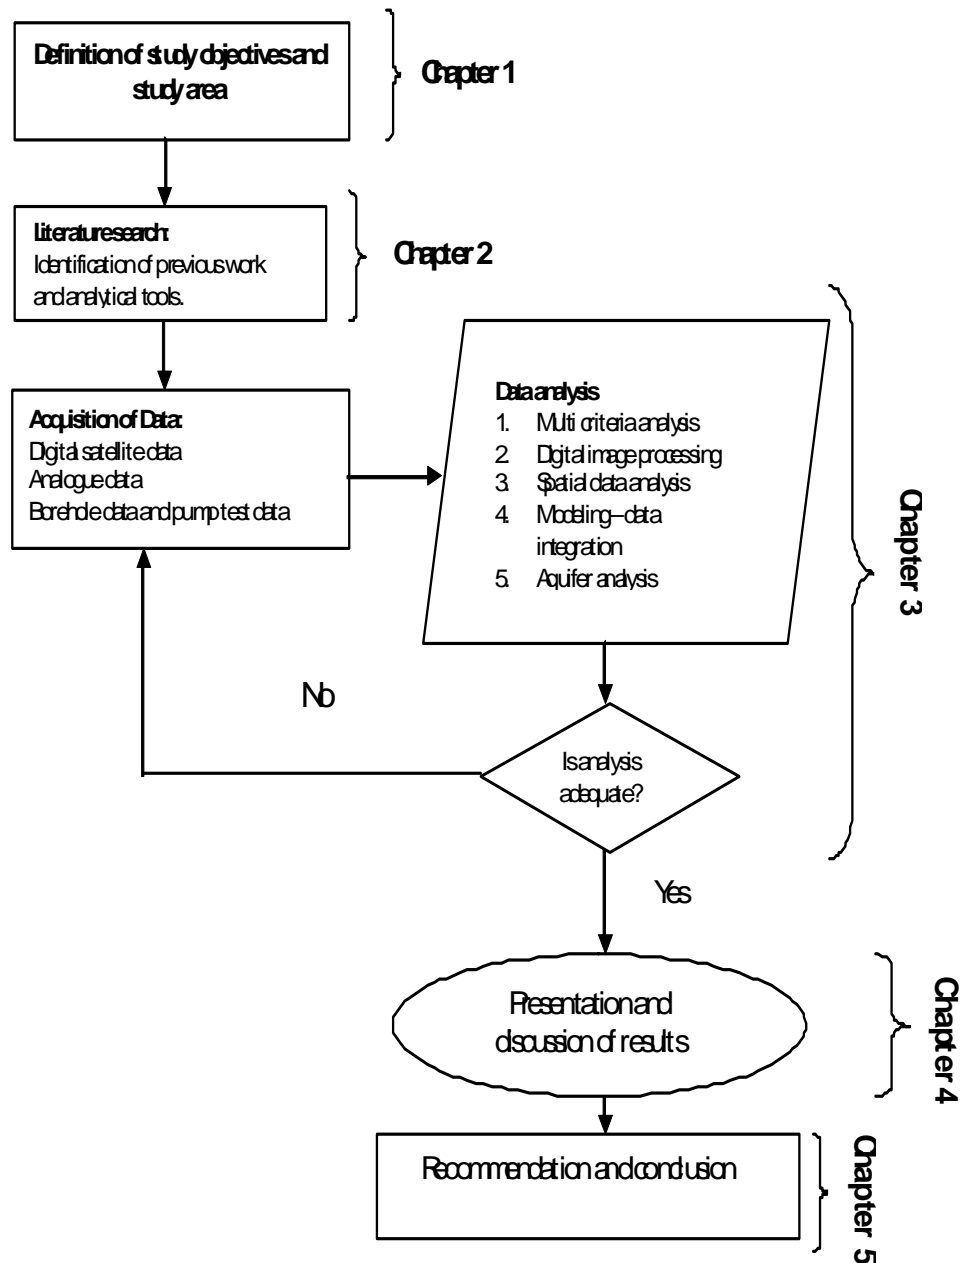 Definition of study objectives and
study area
Chapter 1
Literature search:
Identification of previous work
and analytical tools.
Chapter 2
Acquisition of Data:
Digital satellite data
Analogue data
Borehole data and pump test data
Data analysis
1. Multi criteria analysis
2 Digital image processing
3. Spatial data analysis
4. Modeling–data
integration
5. Aquifer analysis
Chapter 3
No
Is analysis
adequate?
Yes
Presentation and
discussion of results
Chapter 4
Recommendation and conclusion
Chapter 5